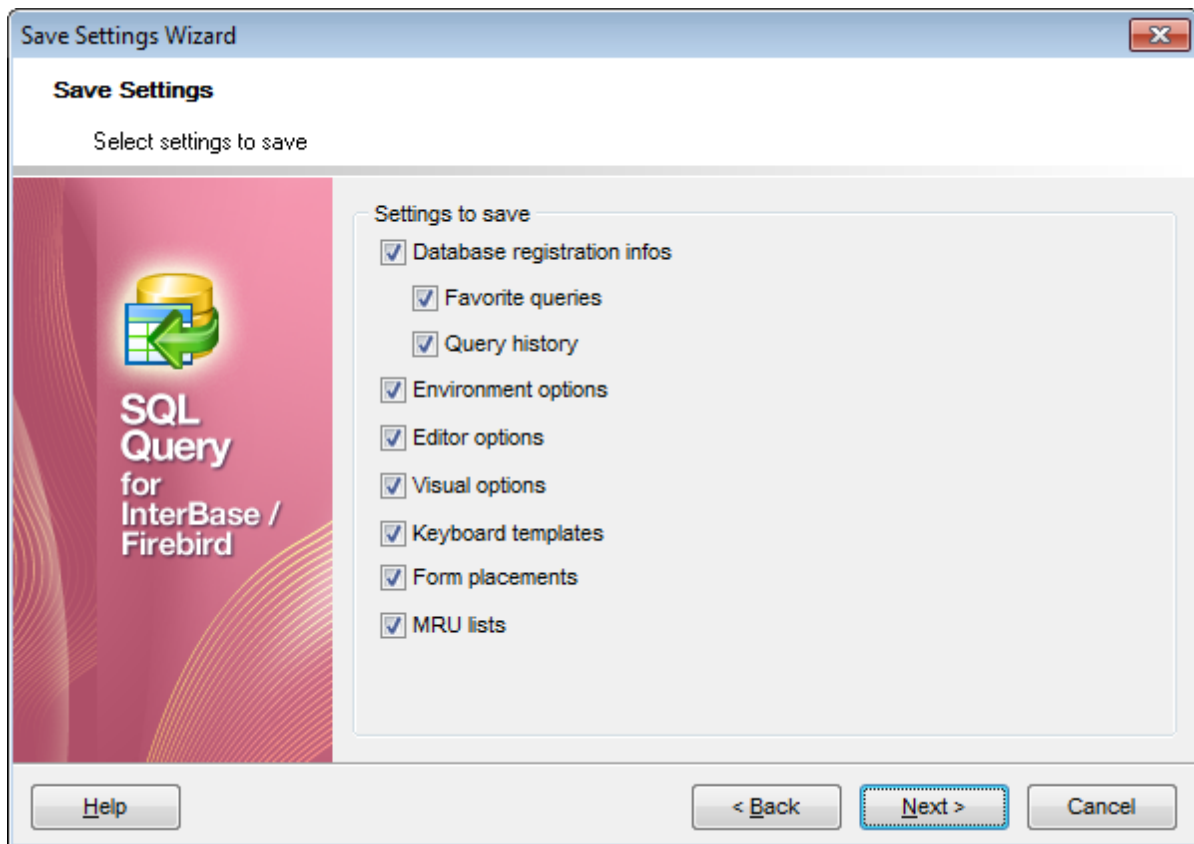 Save Settings Wizard
Save Settings
Select settings to save
SQL
Query
for
InterBase /
Firebird
Settings to save
Database registration infos
Favorite queries
Query history
Environment options
Editor options
Visual options
Keyboard templates
Form placements
MRU lists
Help
< Back
Next >
Cancel